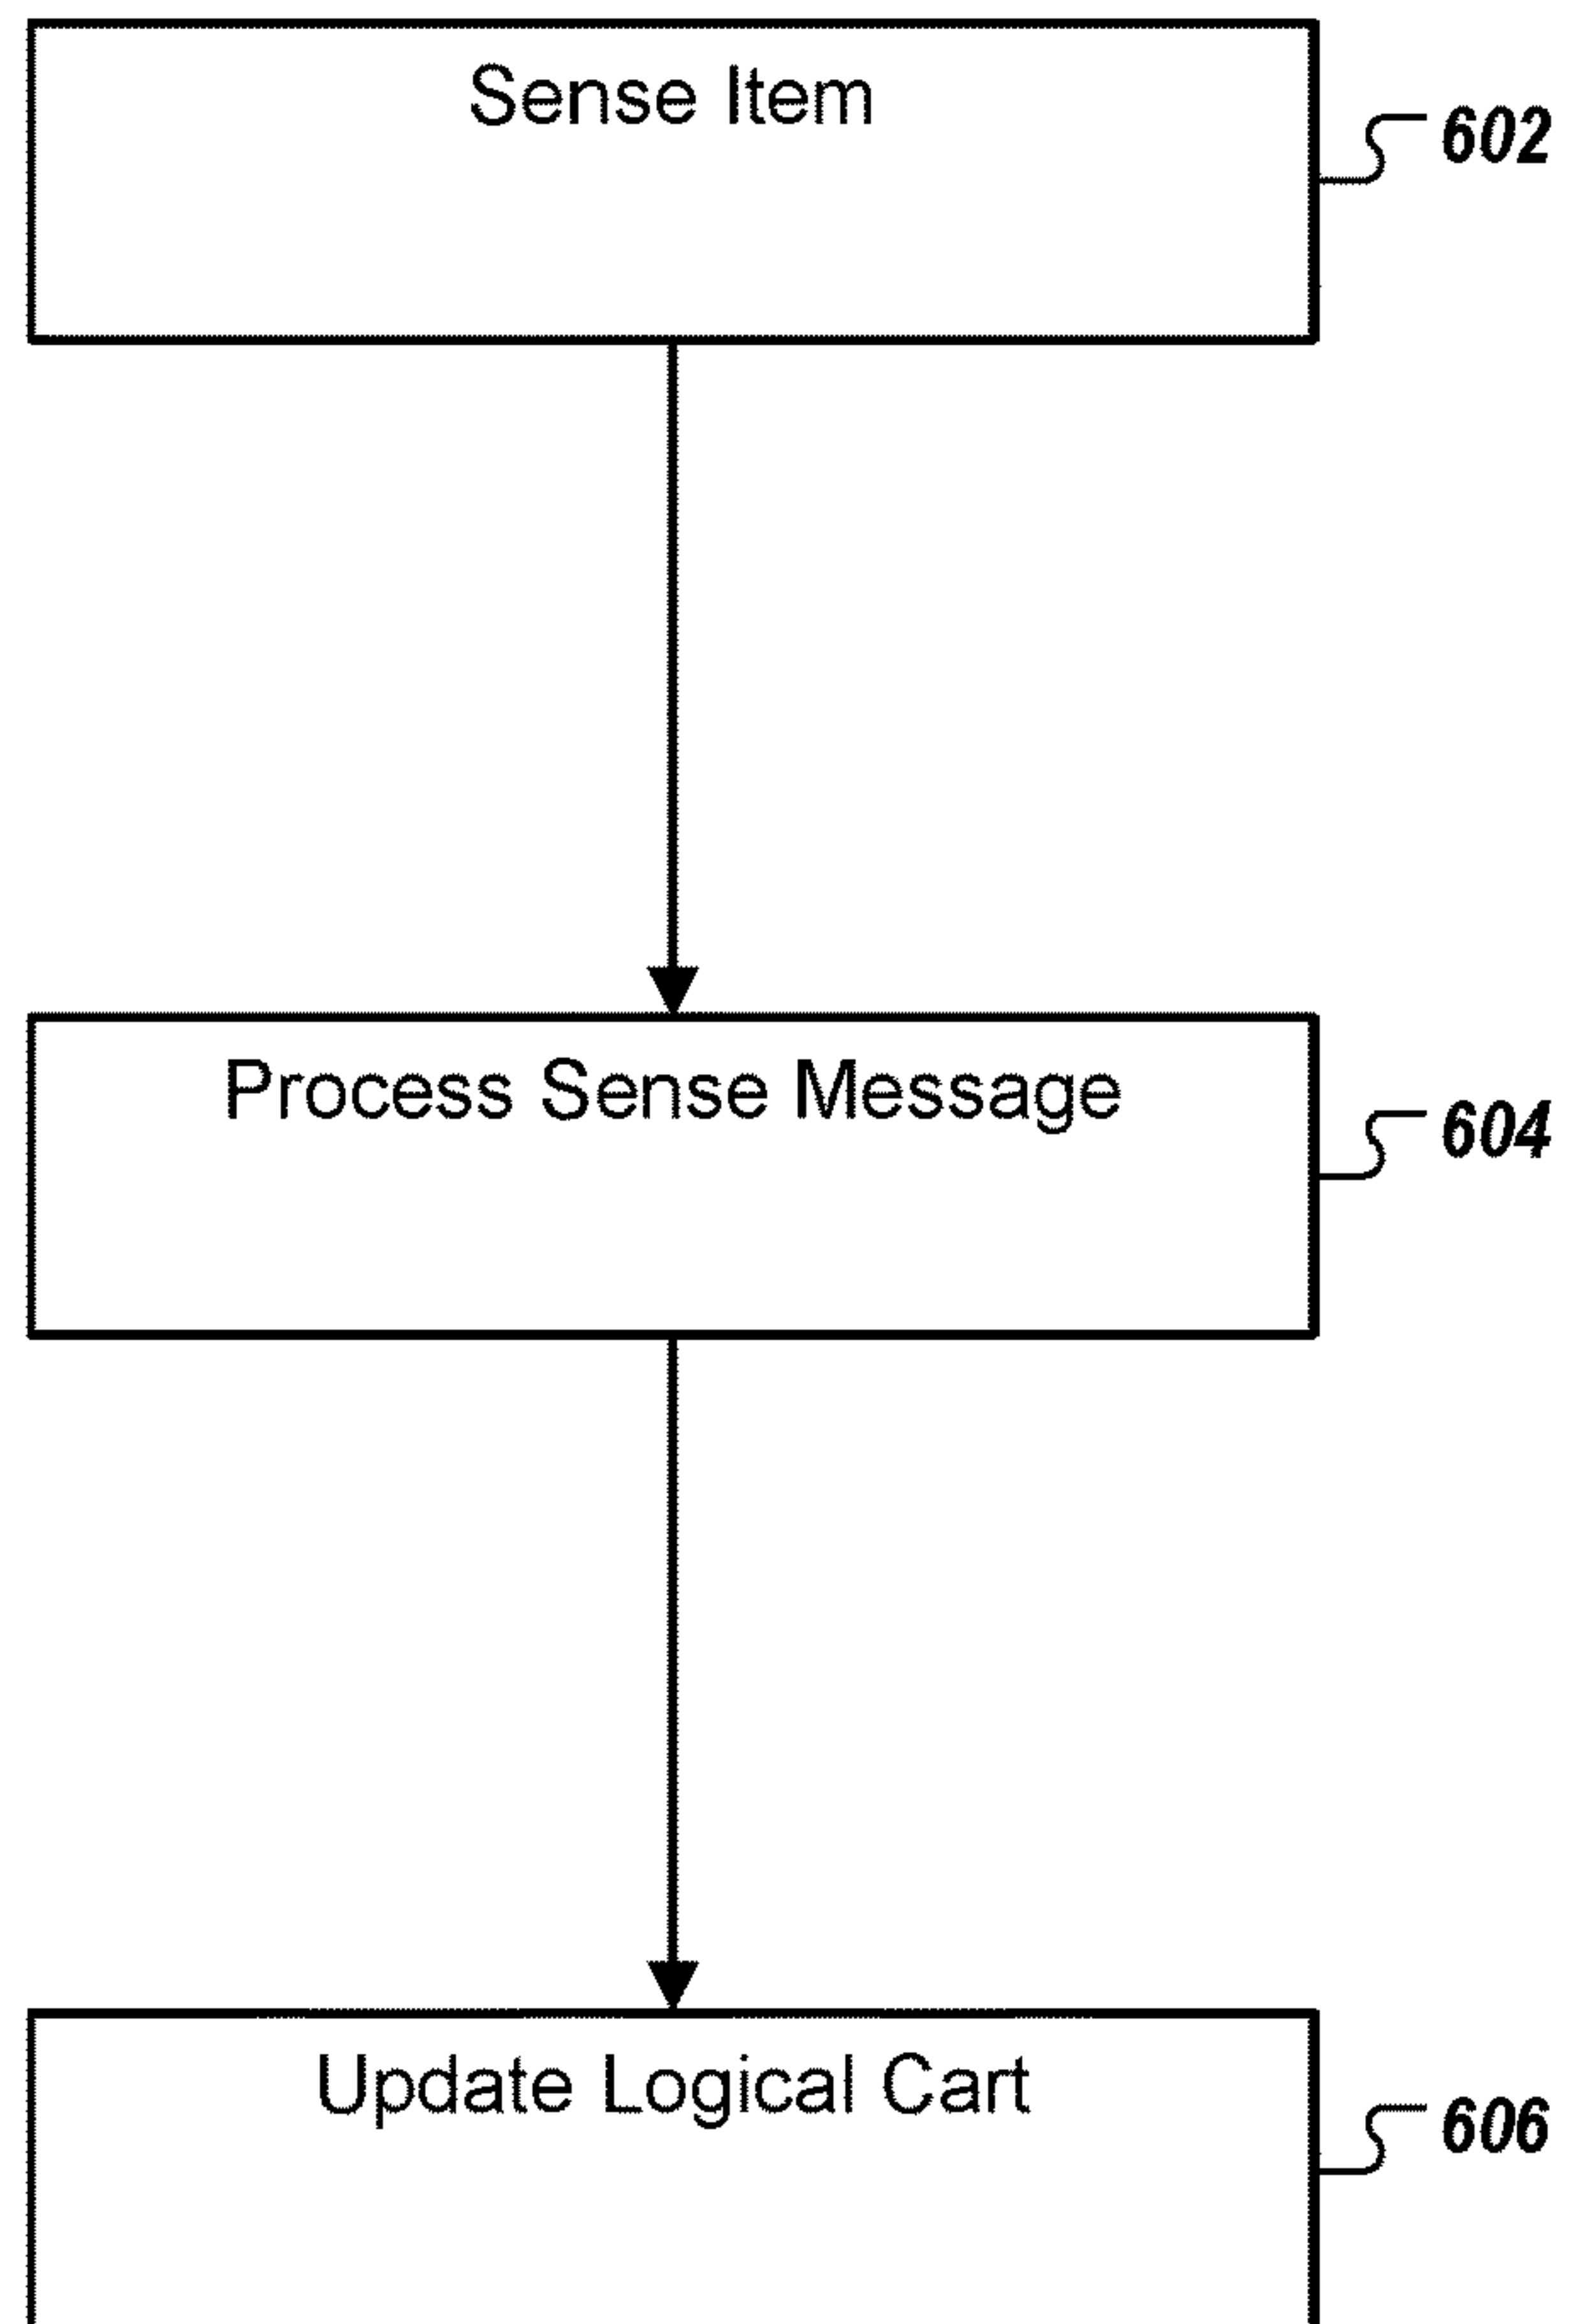 Sense Item
602
Process Sense Message
604
Update Logical Cart
606